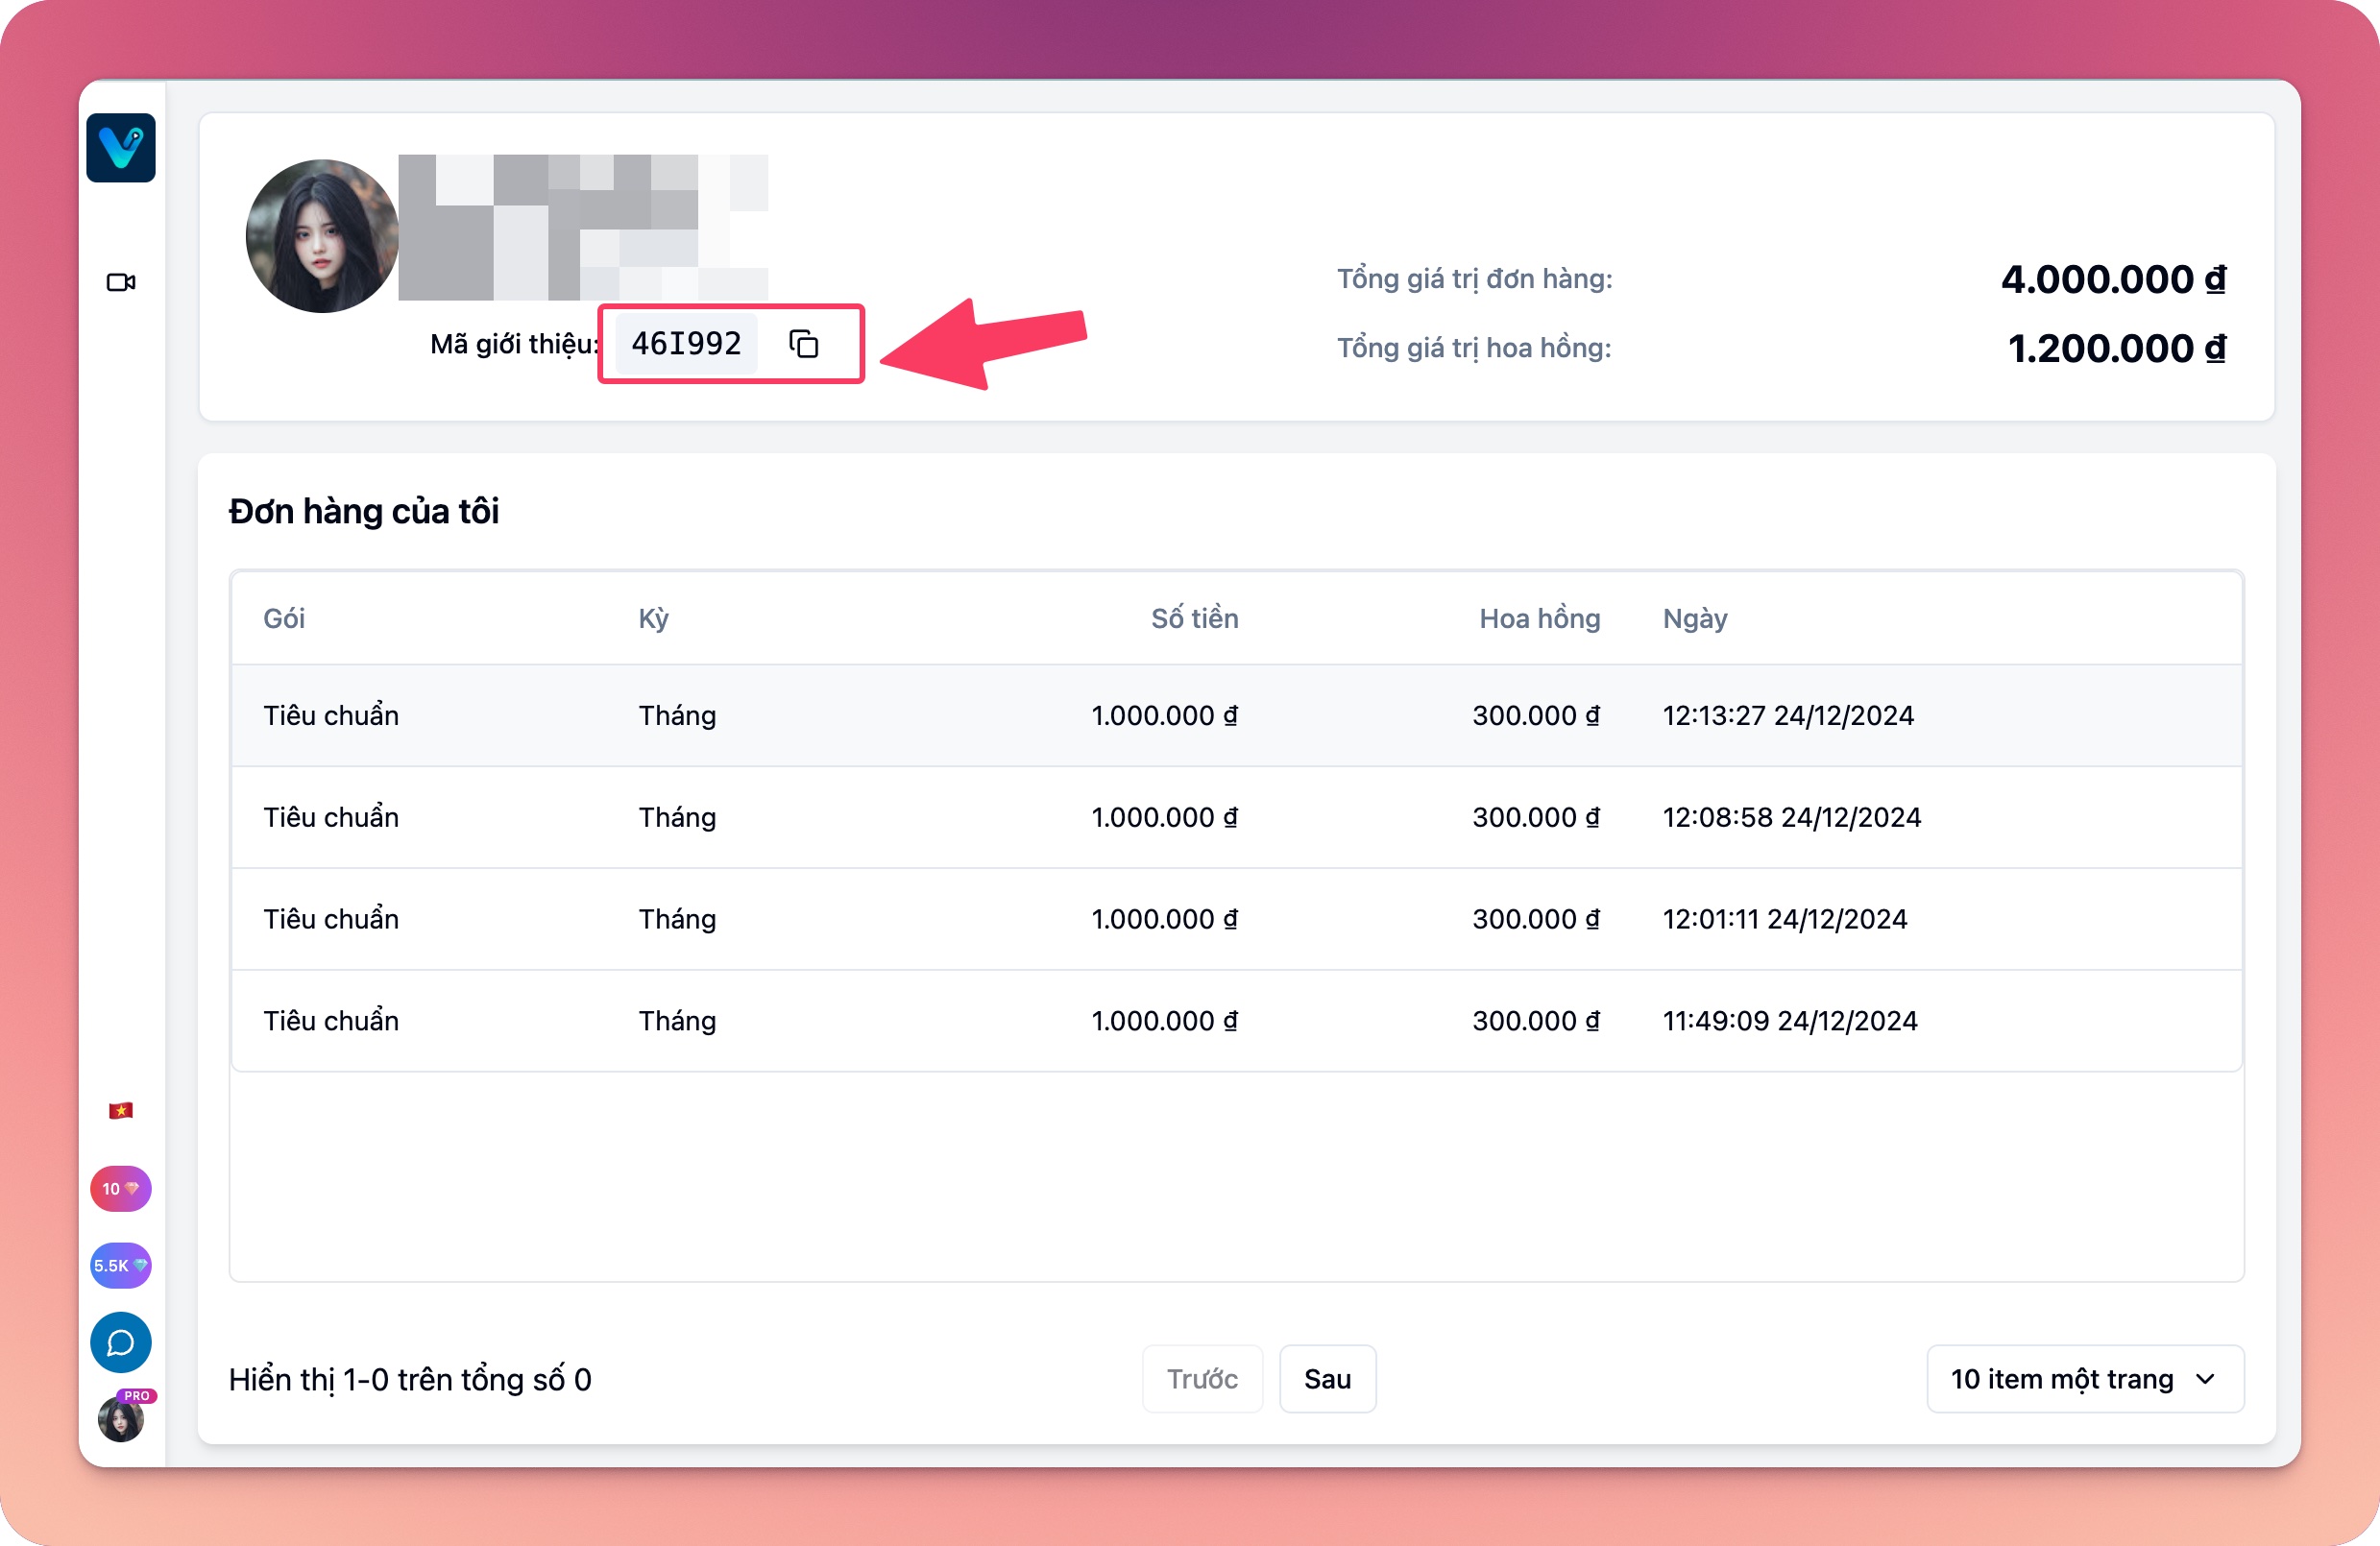 Mã giới thiệu: 46I992
Tổng giá trị đơn hàng: 4.000.000 ₫
Tổng giá trị hoa hồng: 1.200.000 ₫
Đơn hàng của tôi
Gói Kỳ Số tiền Hoa hồng Ngày
Tiêu chuẩn Tháng 1.000.000 ₫ 300.000 ₫ 12:13:27 24/12/2024
Tiêu chuẩn Tháng 1.000.000 ₫ 300.000 ₫ 12:08:58 24/12/2024
Tiêu chuẩn Tháng 1.000.000 ₫ 300.000 ₫ 12:01:11 24/12/2024
Tiêu chuẩn Tháng 1.000.000 ₫ 300.000 ₫ 11:49:09 24/12/2024
10
5.5K
PRO
Hiển thị 1-0 trên tổng số 0
Trước
Sau
10 item một trang